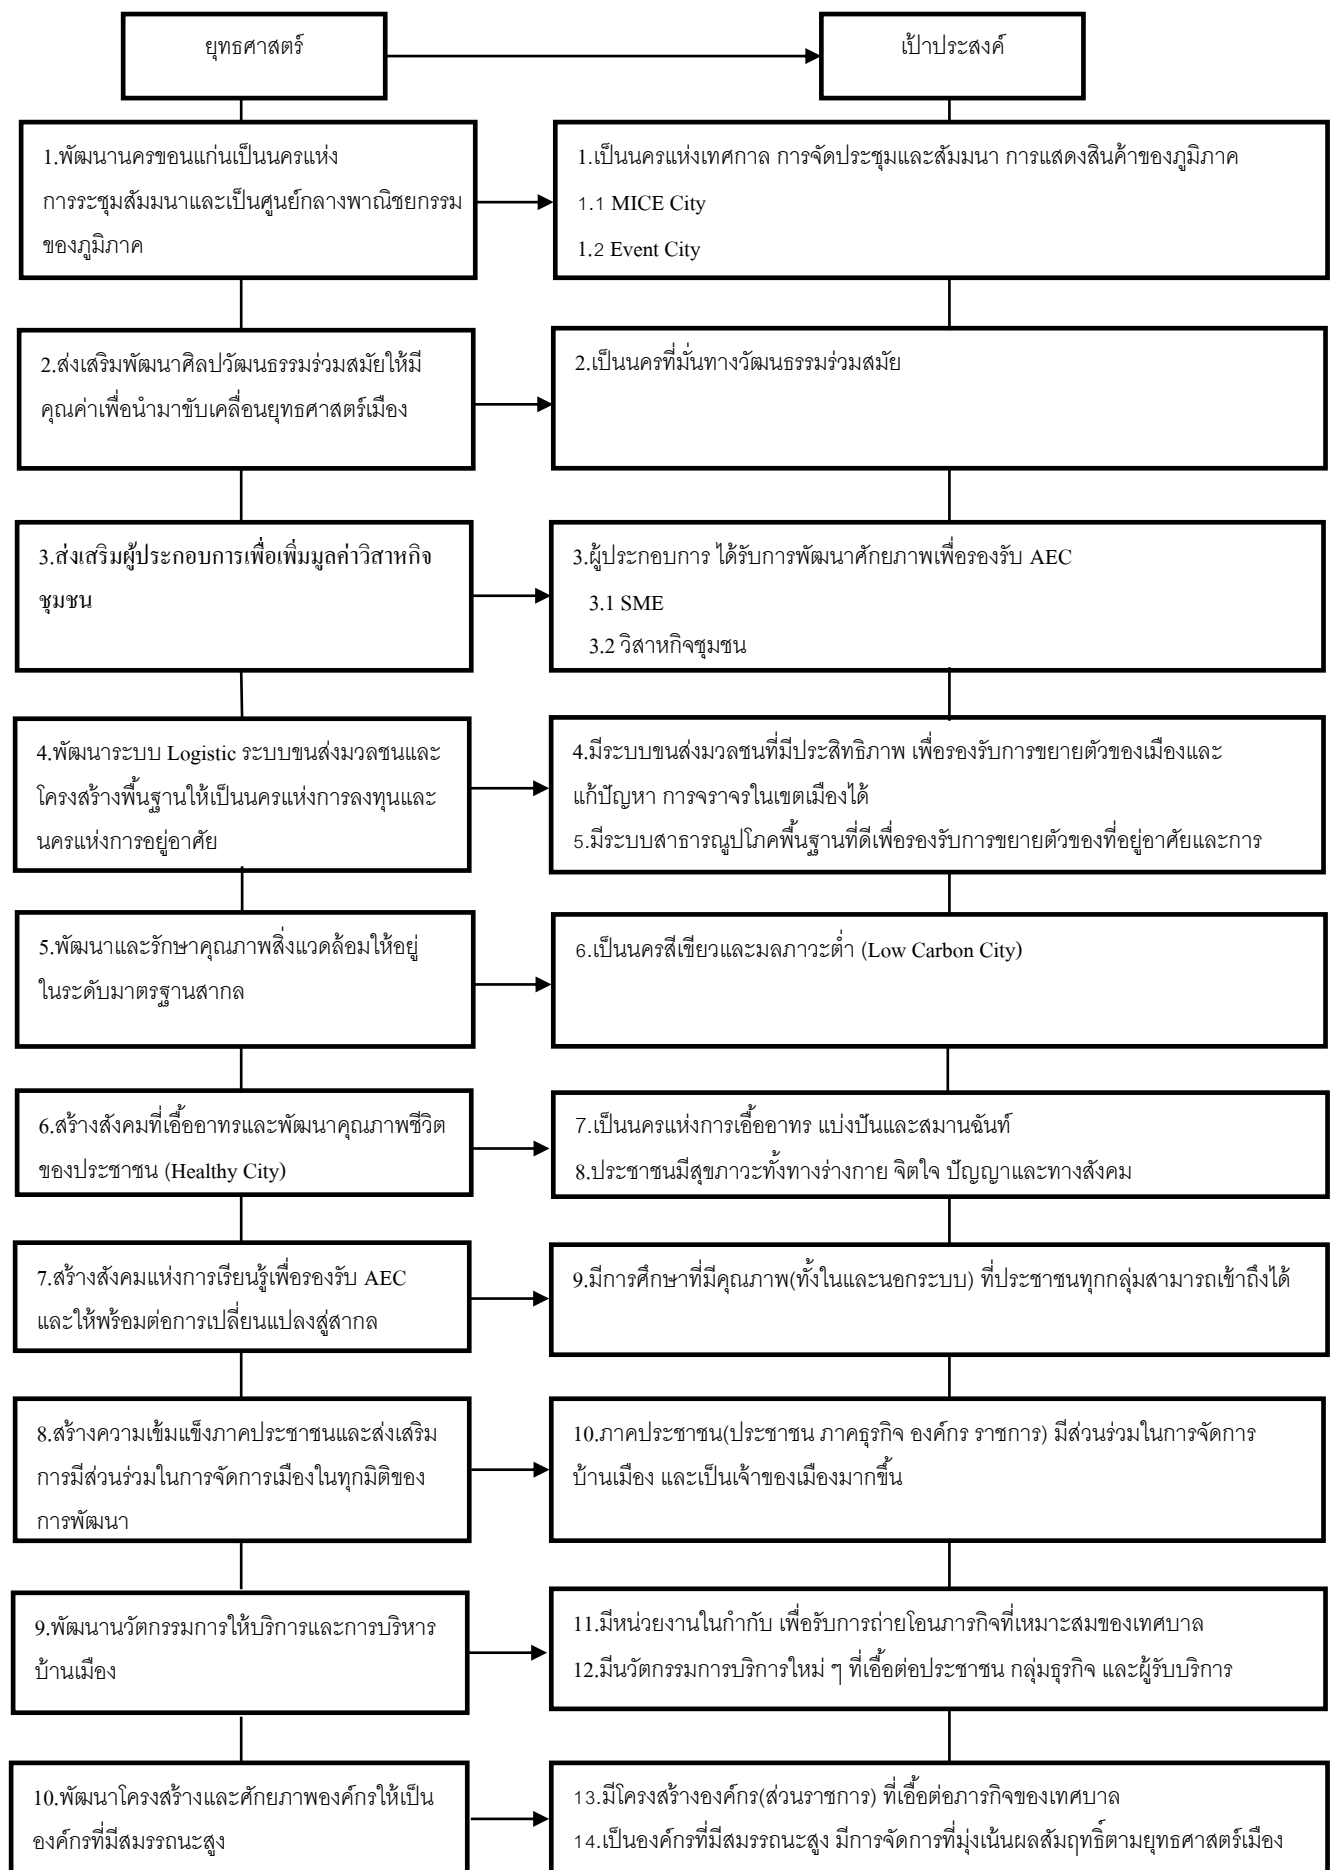 ยุทธศาสตร์
เป้าประสงค์
1.พัฒนานครขอนแก่นเป็นนครแห่ง
การระชุมสัมมนาและเป็นศูนย์กลางพาณิชยกรรม
ของภูมิภาค
1.เป็นนครแห่งเทศกาล การจัดประชุมและสัมมนา การแสดงสินค้าของภูมิภาค
1.1 MICE City
1.2 Event City
2.ส่งเสริมพัฒนาศิลปวัฒนธรรมร่วมสมัยให้มี
คุณค่าเพื่อนำมาขับเคลื่อนยุทธศาสตร์เมือง
2.เป็นนครที่มั่นทางวัฒนธรรมร่วมสมัย
3.ส่งเสริมผู้ประกอบการเพื่อเพิ่มมูลค่าวิสาหกิจ
ชุมชน
3.ผู้ประกอบการ ได้รับการพัฒนาศักยภาพเพื่อรองรับ AEC
3.1 SME
3.2 วิสาหกิจชุมชน
4.พัฒนาระบบ Logistic ระบบขนส่งมวลชนและ
โครงสร้างพื้นฐานให้เป็นนครแห่งการลงทุนและ
นครแห่งการอยู่อาศัย
4.มีระบบขนส่งมวลชนที่มีประสิทธิภาพ เพื่อรองรับการขยายตัวของเมืองและ
แก้ปัญหา การจราจรในเขตเมืองได้
5.มีระบบสาธารณูปโภคพื้นฐานที่ดีเพื่อรองรับการขยายตัวของที่อยู่อาศัยและการ
5.พัฒนาและรักษาคุณภาพสิ่งแวดล้อมให้อยู่
ในระดับมาตรฐานสากล
6.เป็นนครสีเขียวและมลภาวะต่ำ (Low Carbon City)
6.สร้างสังคมที่เอื้ออาทรและพัฒนาคุณภาพชีวิต
ของประชาชน (Healthy City)
7.เป็นนครแห่งการเอื้ออาทร แบ่งปันและสมานฉันท์
8.ประชาชนมีสุขภาวะทั้งทางร่างกาย จิตใจ ปัญญาและทางสังคม
7.สร้างสังคมแห่งการเรียนรู้เพื่อรองรับ AEC
และให้พร้อมต่อการเปลี่ยนแปลงสู่สากล
9.มีการศึกษาที่มีคุณภาพ(ทั้งในและนอกระบบ) ที่ประชาชนทุกกลุ่มสามารถเข้าถึงได้
8.สร้างความเข้มแข็งภาคประชาชนและส่งเสริม
การมีส่วนร่วมในการจัดการเมืองในทุกมิติของ
การพัฒนา
10.ภาคประชาชน(ประชาชน ภาคธุรกิจ องค์กร ราชการ) มีส่วนร่วมในการจัดการ
บ้านเมือง และเป็นเจ้าของเมืองมากขึ้น
9.พัฒนานวัตกรรมการให้บริการและการบริหาร
บ้านเมือง
11.มีหน่วยงานในกำกับ เพื่อรับการถ่ายโอนภารกิจที่เหมาะสมของเทศบาล
12.มีนวัตกรรมการบริการใหม่ ๆ ที่เอื้อต่อประชาชน กลุ่มธุรกิจ และผู้รับบริการ
10.พัฒนาโครงสร้างและศักยภาพองค์กรให้เป็น
องค์กรที่มีสมรรถนะสูง
13.มีโครงสร้างองค์กร(ส่วนราชการ) ที่เอื้อต่อภารกิจของเทศบาล
14.เป็นองค์กรที่มีสมรรถนะสูง มีการจัดการที่มุ่งเน้นผลสัมฤทธิ์ตามยุทธศาสตร์เมือง